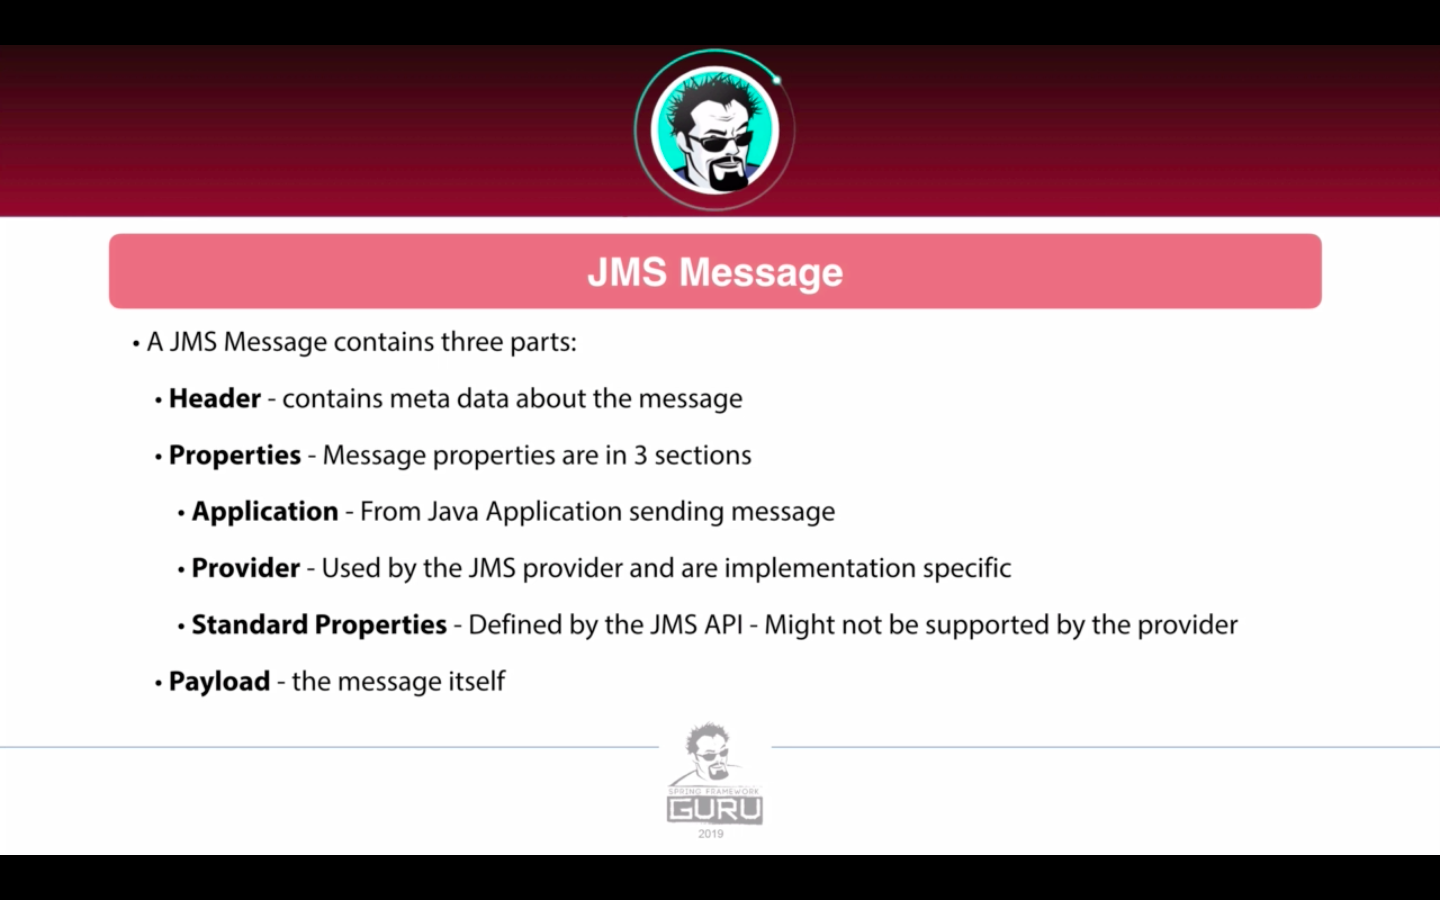 JMS Message
• A JMS Message contains three parts:
• Header - contains meta data about the message
• Properties - Message properties are in 3 sections
• Application - From Java Application sending message
• Provider - Used by the JMS provider and are implementation specific
• Standard Properties - Defined by the JMS API - Might not be supported by the provider
• Payload - the message itself
SPRING FRAMEWORK
GURU
2019